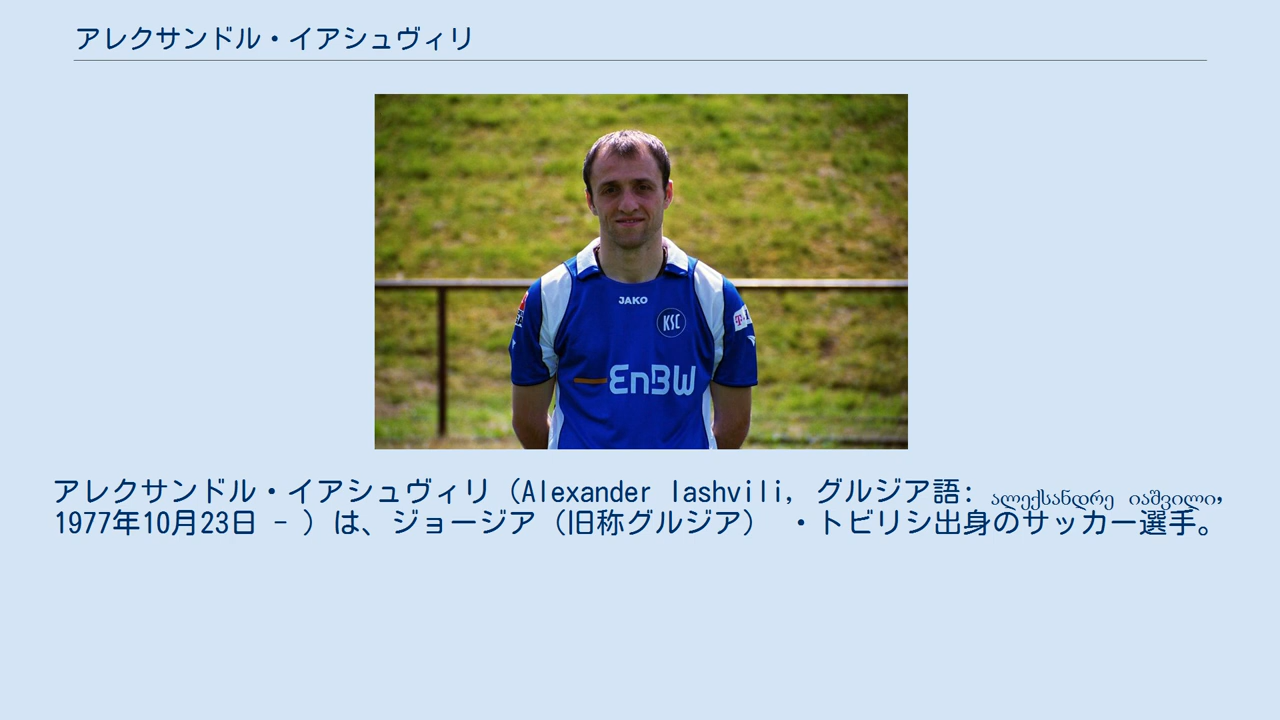 アレクサンドル・イアシュヴィリ
JAKO
KSC
EnBW
アレクサンドル・イアシュヴィリ（Alexander Iashvili, グルジア語: ალექსანდრე იაშვილი,
1977年10月23日 - ）は、ジョージア（旧称グルジア） ・トビリシ出身のサッカー選手。